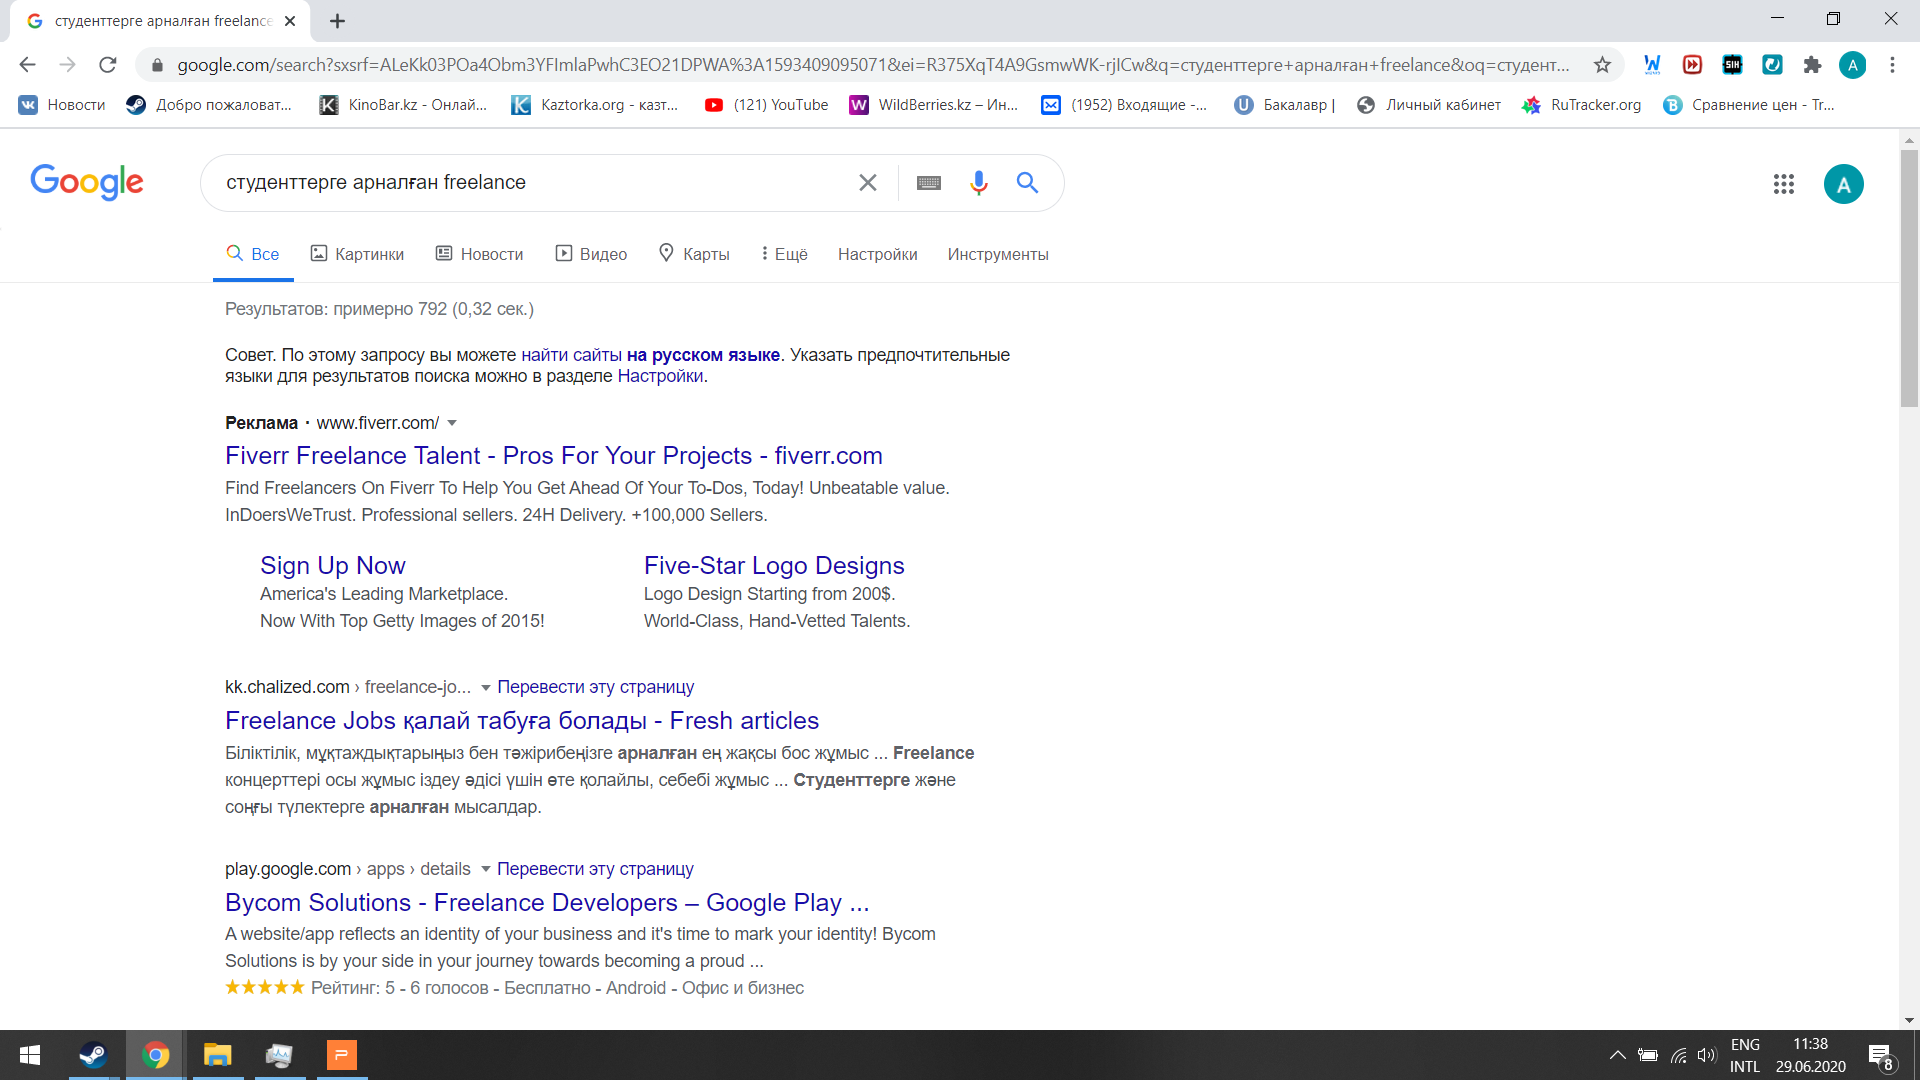 студенттерге арналған freelance
google.com/search?sxsrf=ALeKk03POa4Obm3YFImlaPwhC3EO21DPWA%3A1593409095071&ei=R375XqT4A9GsmwWK-rjICw&q=студенттерге+арналған+freelance&oq=студент...
Новости
Добро пожаловат...
KinoBar.kz - Онлай...
Kaztorka.org - казт...
(121) YouTube
WildBerries.kz – Ин...
(1952) Входящие -...
Бакалавр |
Личный кабинет
RuTracker.org
Сравнение цен - Tr...
Google
студенттерге арналған freelance
A
Все
Картинки
Новости
Видео
Карты
Ещё
Настройки
Инструменты
Результатов: примерно 792 (0,32 сек.)
Совет. По этому запросу вы можете найти сайты на русском языке. Указать предпочтительные
языки для результатов поиска можно в разделе Настройки.
Реклама · www.fiverr.com/
Fiverr Freelance Talent - Pros For Your Projects - fiverr.com
Find Freelancers On Fiverr To Help You Get Ahead Of Your To-Dos, Today! Unbeatable value.
InDoersWeTrust. Professional sellers. 24H Delivery. +100,000 Sellers.
Sign Up Now
America's Leading Marketplace.
Now With Top Getty Images of 2015!
Five-Star Logo Designs
Logo Design Starting from 200$.
World-Class, Hand-Vetted Talents.
kk.chalized.com › freelance-jo... Перевести эту страницу
Freelance Jobs қалай табуға болады - Fresh articles
Біліктілік, мұқтаждықтарыңыз бен тәжірибеңізге арналған ең жақсы бос жұмыс ... Freelance
концерттері осы жұмыс іздеу әдісі үшін өте қолайлы, себебі жұмыс ... Студенттерге және
соңғы түлектерге арналған мысалдар.
play.google.com › apps › details Перевести эту страницу
Bycom Solutions - Freelance Developers – Google Play ...
A website/app reflects an identity of your business and it's time to mark your identity! Bycom
Solutions is by your side in your journey towards becoming a proud ...
Рейтинг: 5 - 6 голосов - Бесплатно - Android - Офис и бизнес
ENG
INTL
11:38
29.06.2020
8